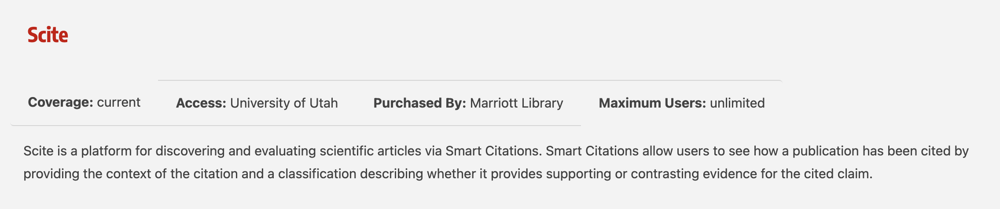 Scite
Coverage: current Access: University of Utah Purchased By: Marriott Library Maximum Users: unlimited
Scite is a platform for discovering and evaluating scientific articles via Smart Citations. Smart Citations allow users to see how a publication has been cited by
providing the context of the citation and a classification describing whether it provides supporting or contrasting evidence for the cited claim.